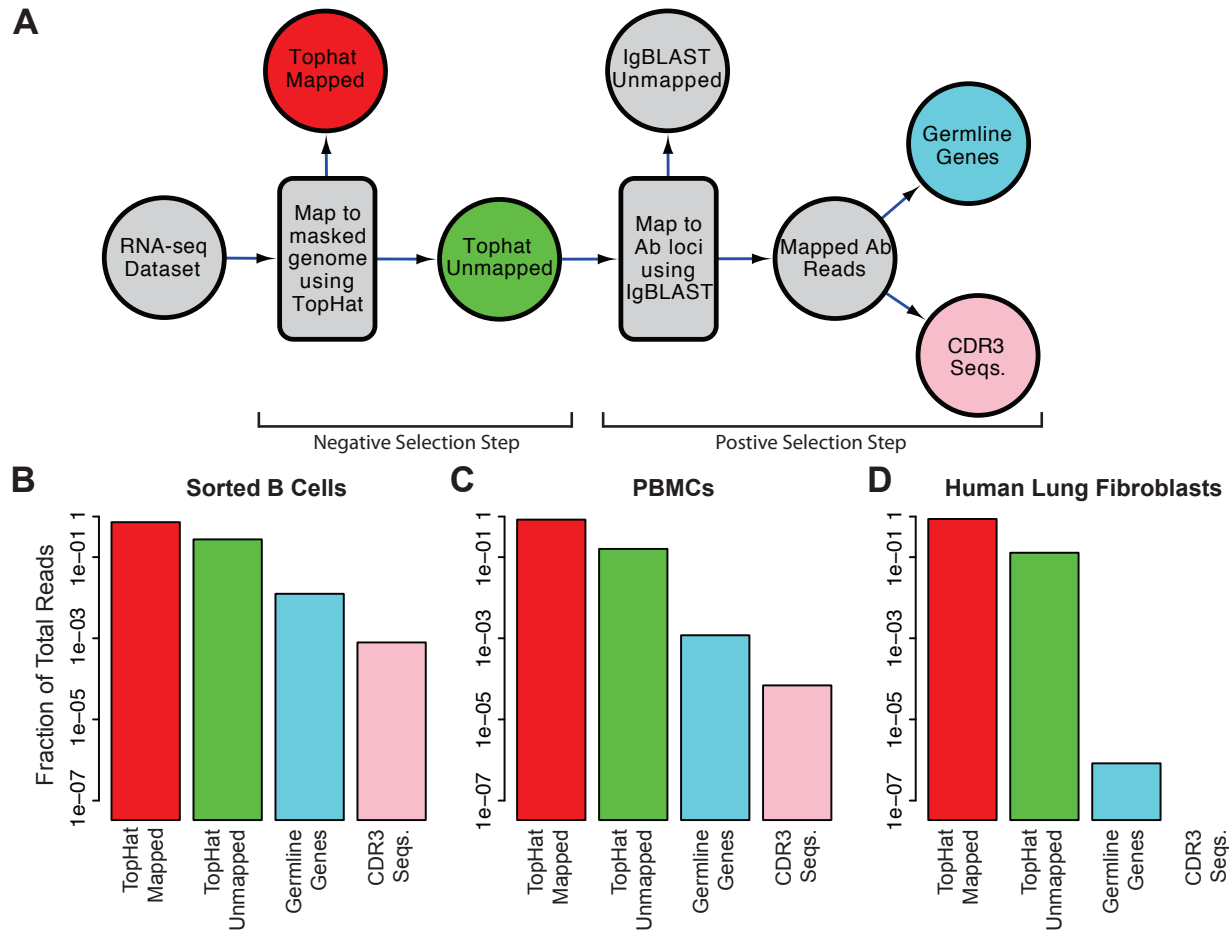 A
Tophat
Mapped
IgBLAST
Unmapped
Germline
Genes
RNA-seq
Dataset
Map to
masked
genome
using
TopHat
Tophat
Unmapped
Map to
Ab loci
using
IgBLAST
Mapped Ab
Reads
CDR3
Seqs.
Negative Selection Step
Postive Selection Step
B
Sorted B Cells
Fraction of Total Reads
1
1e−01
1e−03
1e−05
1e−07
TopHat
Mapped
TopHat
Unmapped
Germline
Genes
CDR3
Seqs.
C
PBMCs
1
1e−01
1e−03
1e−05
1e−07
TopHat
Mapped
TopHat
Unmapped
Germline
Genes
CDR3
Seqs.
D
Human Lung Fibroblasts
1
1e−01
1e−03
1e−05
1e−07
TopHat
Mapped
TopHat
Unmapped
Germline
Genes
CDR3
Seqs.